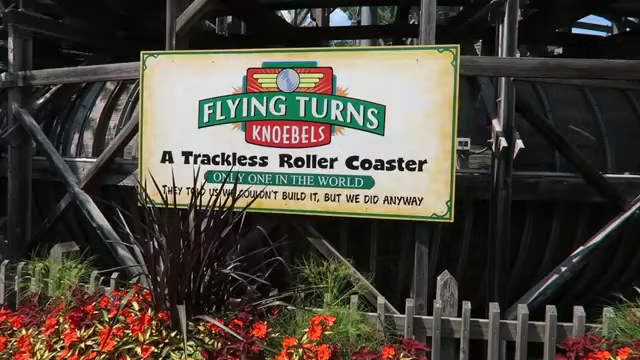 FLYING TURNS
KNOEBELS
A Trackless Roller Coaster
ONLY ONE IN THE WORLD
THEY TOLD US WE COULDN'T BUILD IT, BUT WE DID ANYWAY